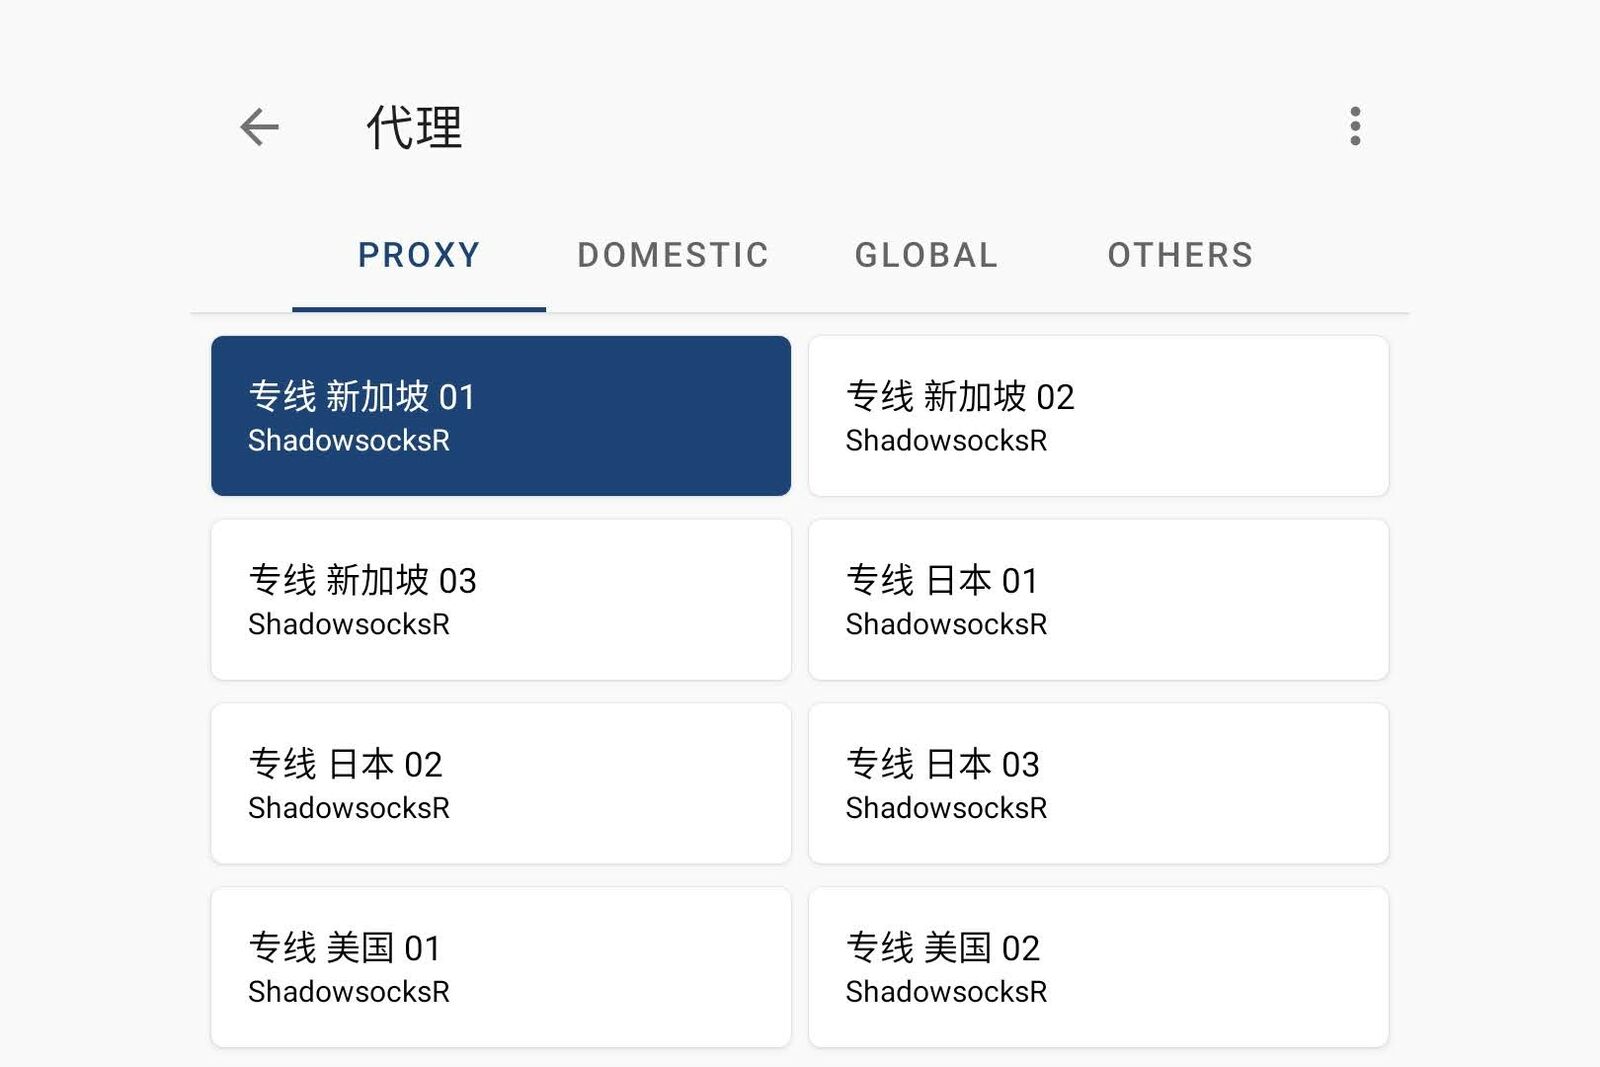 代理
PROXY DOMESTIC GLOBAL OTHERS
专线 新加坡 01
ShadowsocksR
专线 新加坡 02
ShadowsocksR
专线 新加坡 03
ShadowsocksR
专线 日本 01
ShadowsocksR
专线 日本 02
ShadowsocksR
专线 日本 03
ShadowsocksR
专线 美国 01
ShadowsocksR
专线 美国 02
ShadowsocksR